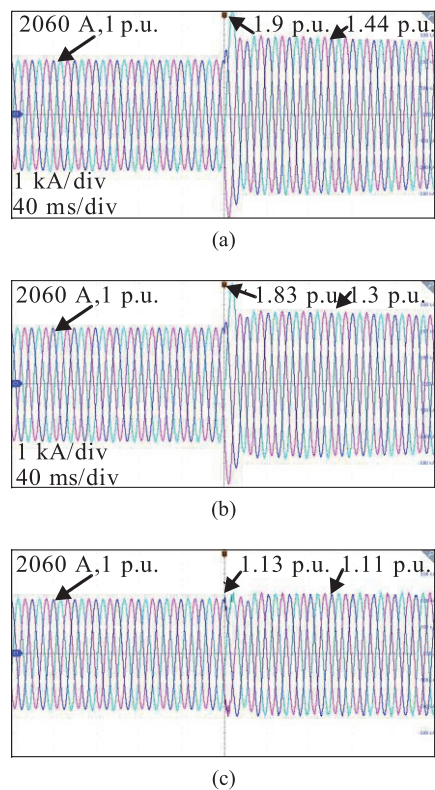 2060 A,1 p.u.
1.9 p.u.
1.44 p.u.
1 kA/div
40 ms/div
(a)
2060 A,1 p.u.
1.83 p.u.
1.3 p.u.
1 kA/div
40 ms/div
(b)
2060 A,1 p.u.
1.13 p.u.
1.11 p.u.
(c)